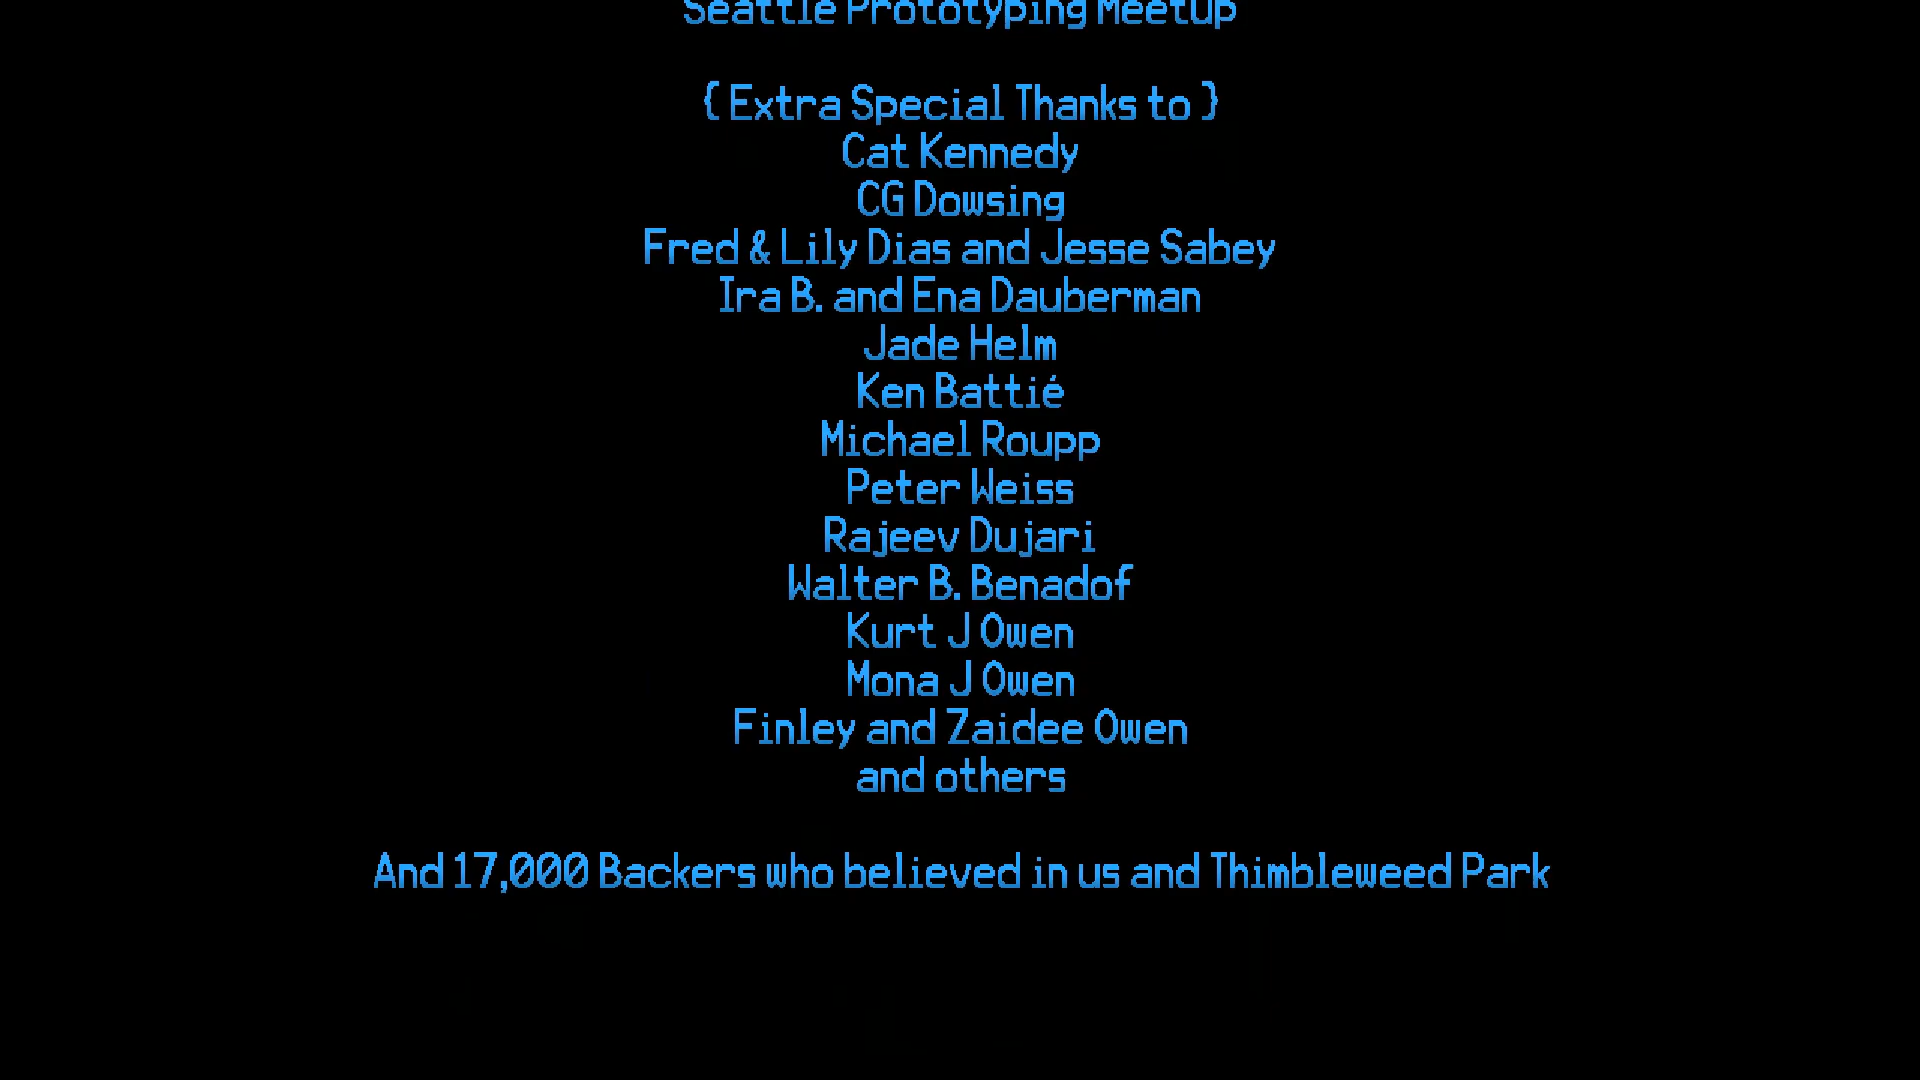 Seattle Prototyping Meetup
{ Extra Special Thanks to }
Cat Kennedy
CG Dowsing
Fred & Lily Dias and Jesse Sabey
Ira B. and Ena Dauberman
Jade Helm
Ken Battié
Michael Roupp
Peter Weiss
Rajeev Dujari
Walter B. Benadof
Kurt J Owen
Mona J Owen
Finley and Zaidee Owen
and others
And 17,000 Backers who believed in us and Thimbleweed Park